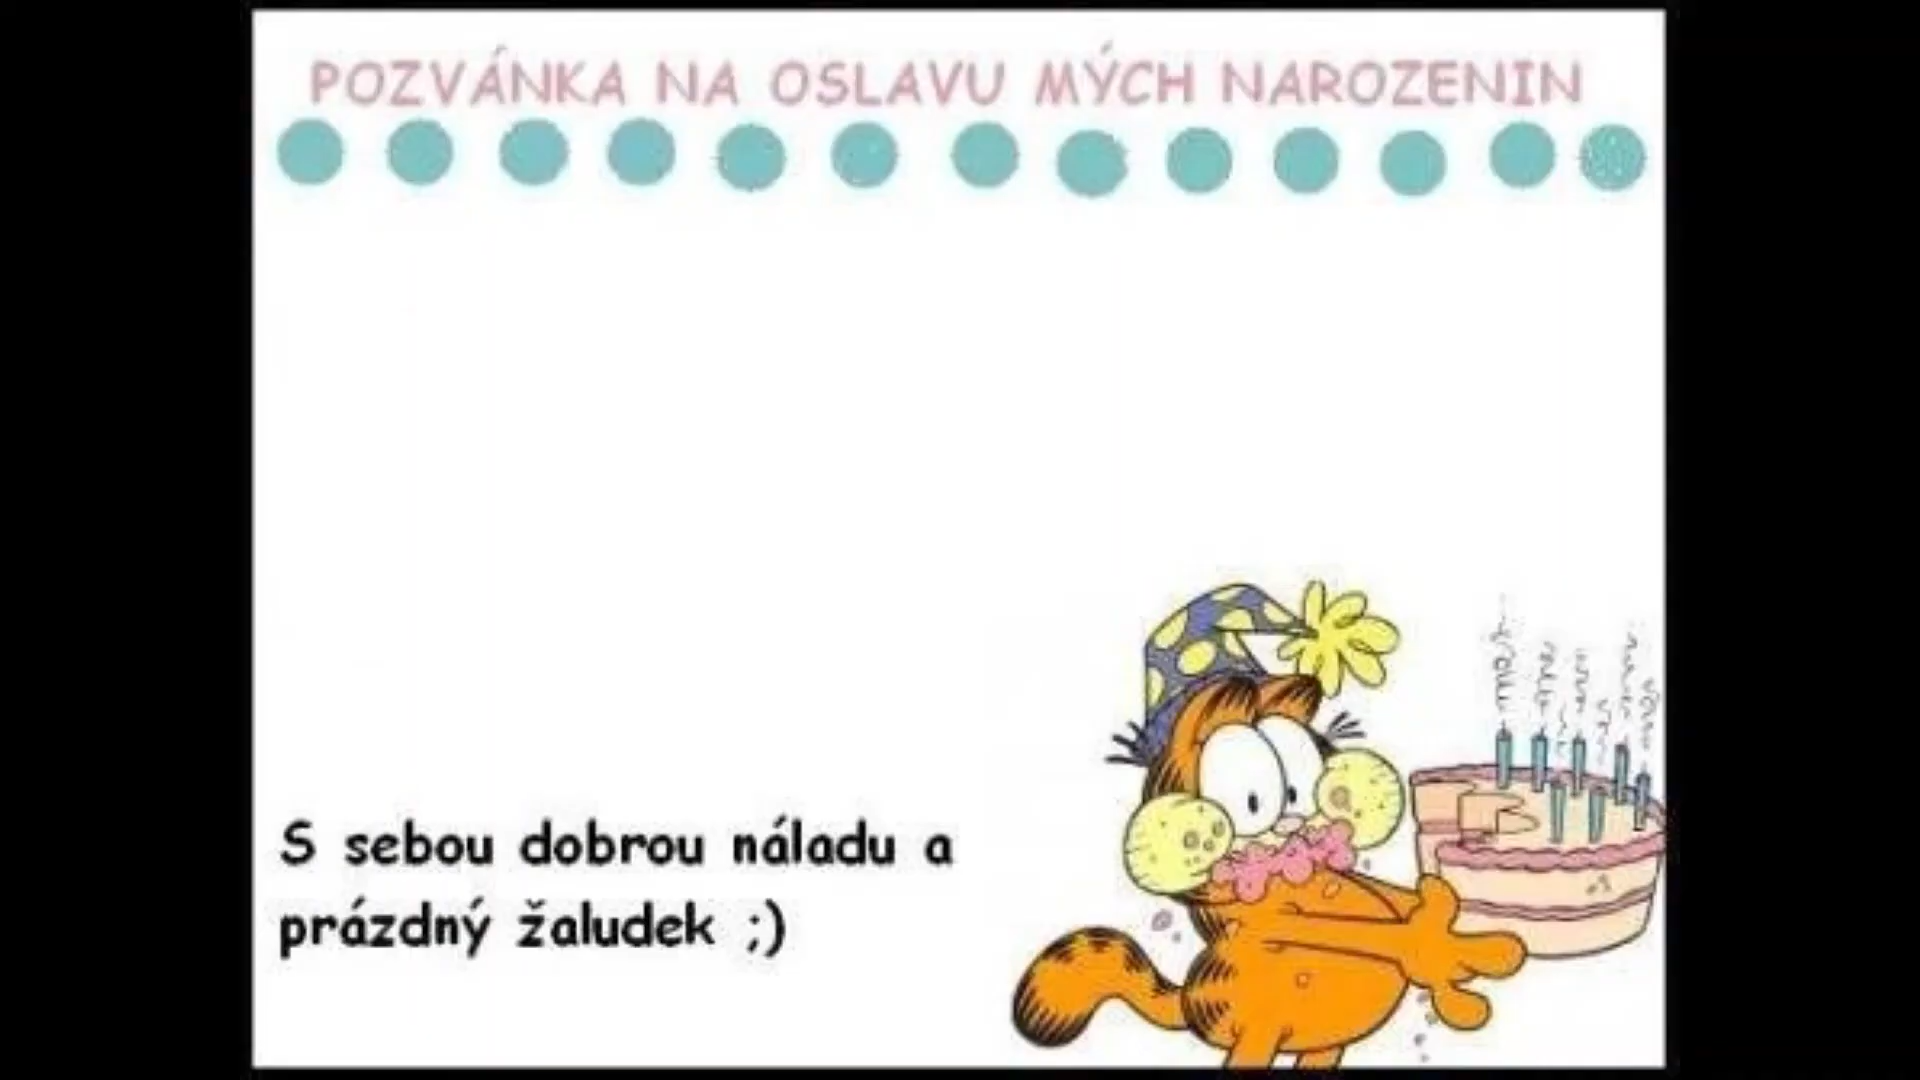 POZVÁNKA NA OSLAVU MÝCH NAROZENIN
S sebou dobrou náladu a
prázdný žaludek ;)